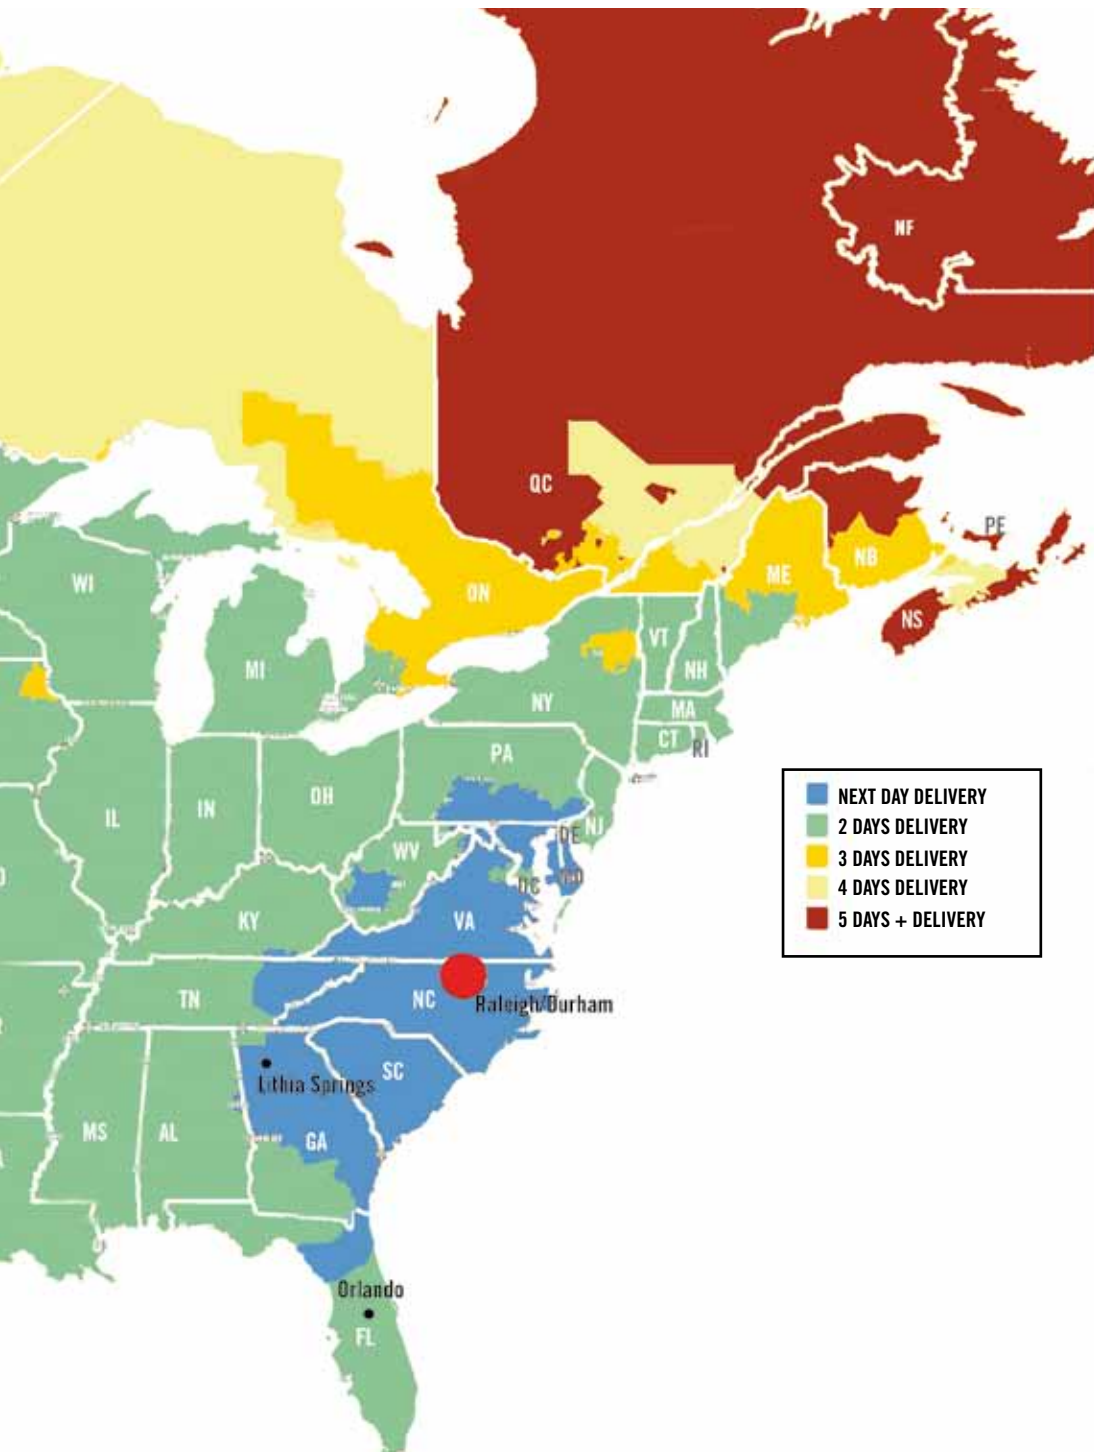 NF
QC
PE
WI
ON
ME
NB
NS
VT
MI
NH
NY
MA
CT
RI
PA
NEXT DAY DELIVERY
OH
IN
2 DAYS DELIVERY
IL
NJ
DE
WV
3 DAYS DELIVERY
MD
DC
4 DAYS DELIVERY
KY
VA
5 DAYS + DELIVERY
TN
NC
Raleigh/Durham
SC
Lithia Springs
MS
AL
GA
Orlando
FL